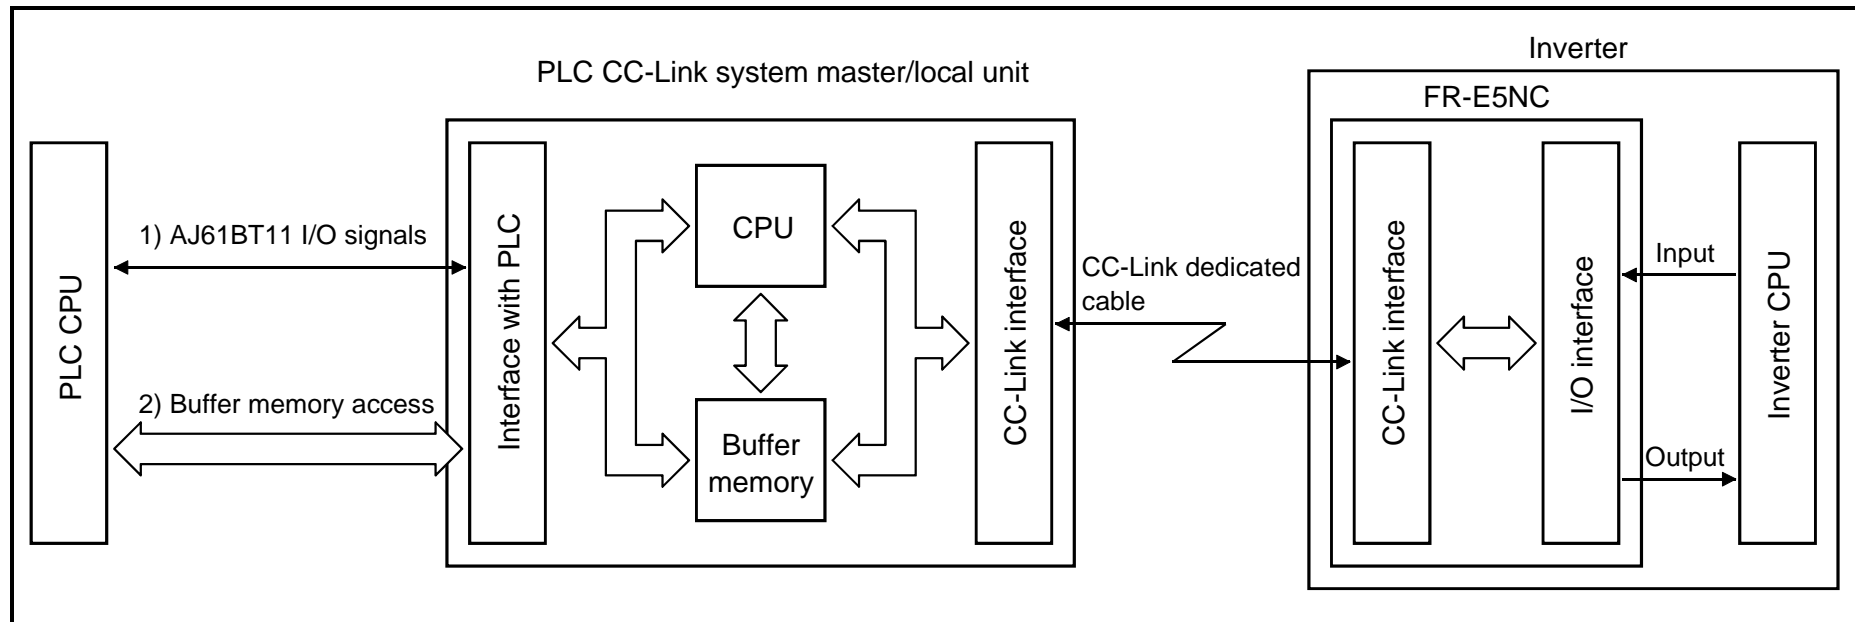 Inverter
PLC CC-Link system master/local unit
FR-E5NC
PLC CPU
1) AJ61BT11 I/O signals
2) Buffer memory access
Interface with PLC
CPU
Buffer
memory
CC-Link interface
CC-Link dedicated
cable
CC-Link interface
I/O interface
Input
Output
Inverter CPU